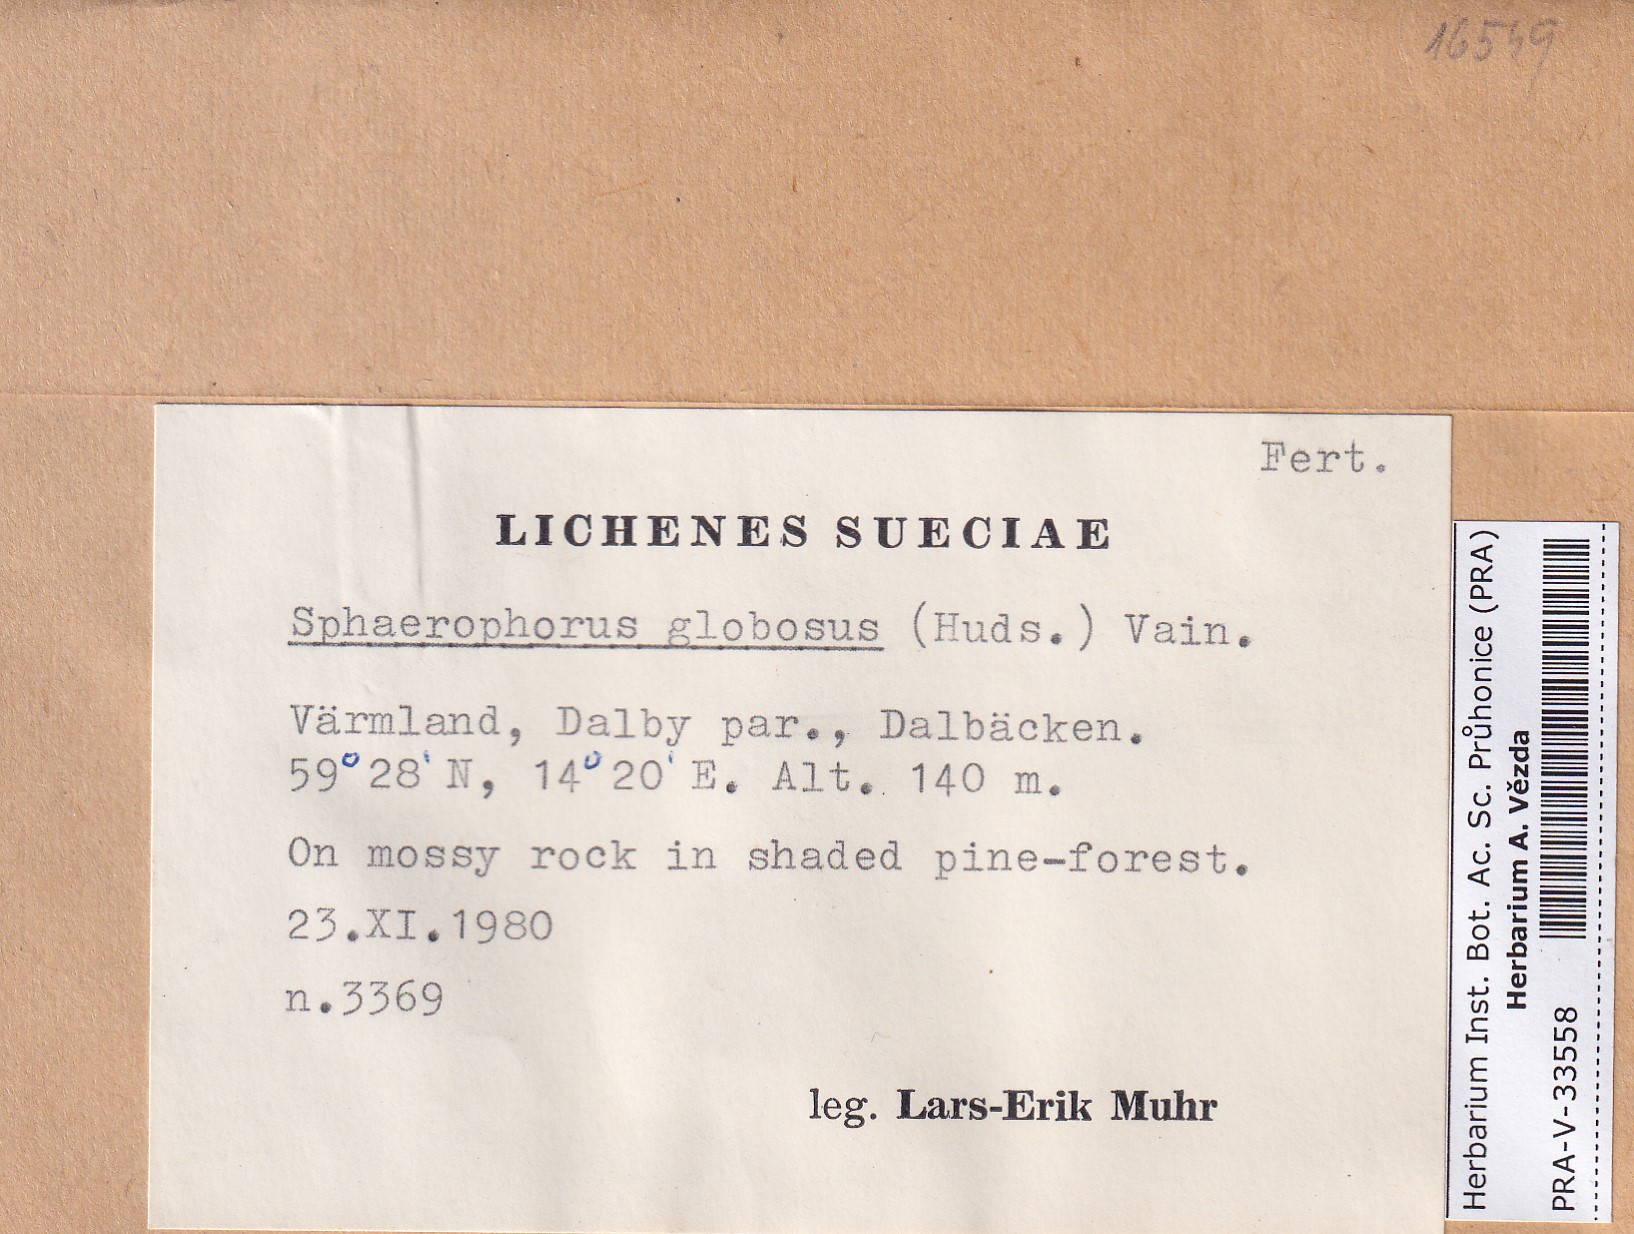 16549
Fert.
LICHENES SUECIAE
Sphaerophorus globosus (Huds.) Vain.
Värmland, Dalby par., Dalbäcken.
59°28' N, 14°20' E. Alt. 140 m.
On mossy rock in shaded pine-forest.
23.XI.1980
n.3369
leg. Lars-Erik Muhr
Herbarium Inst. Bot. Ac. Sc. Průhonice (PRA)
Herbarium A. Vězda
PRA-V-33558